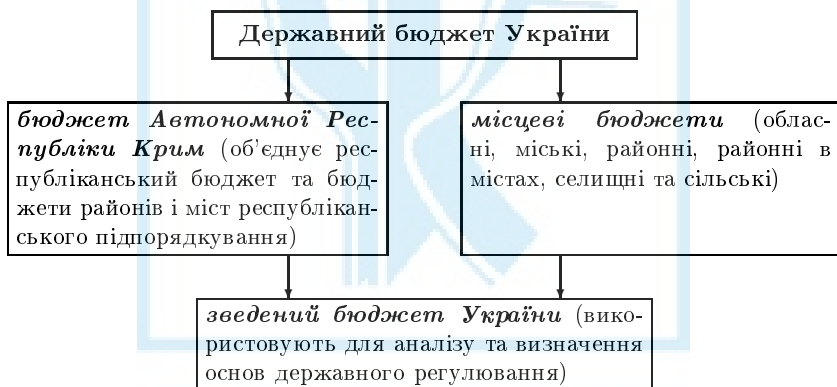 Державний бюджет України
бюджет Автономної Рес-
публіки Крим (об'єднує рес-
публіканський бюджет та бюд-
жети районів і міст республікан-
ського підпорядкування)
місцеві бюджети (облас-
ні, міські, районні, районні в
містах, селищні та сільські)
зведений бюджет України (вико-
ристовують для аналізу та визначення
основ державного регулювання)